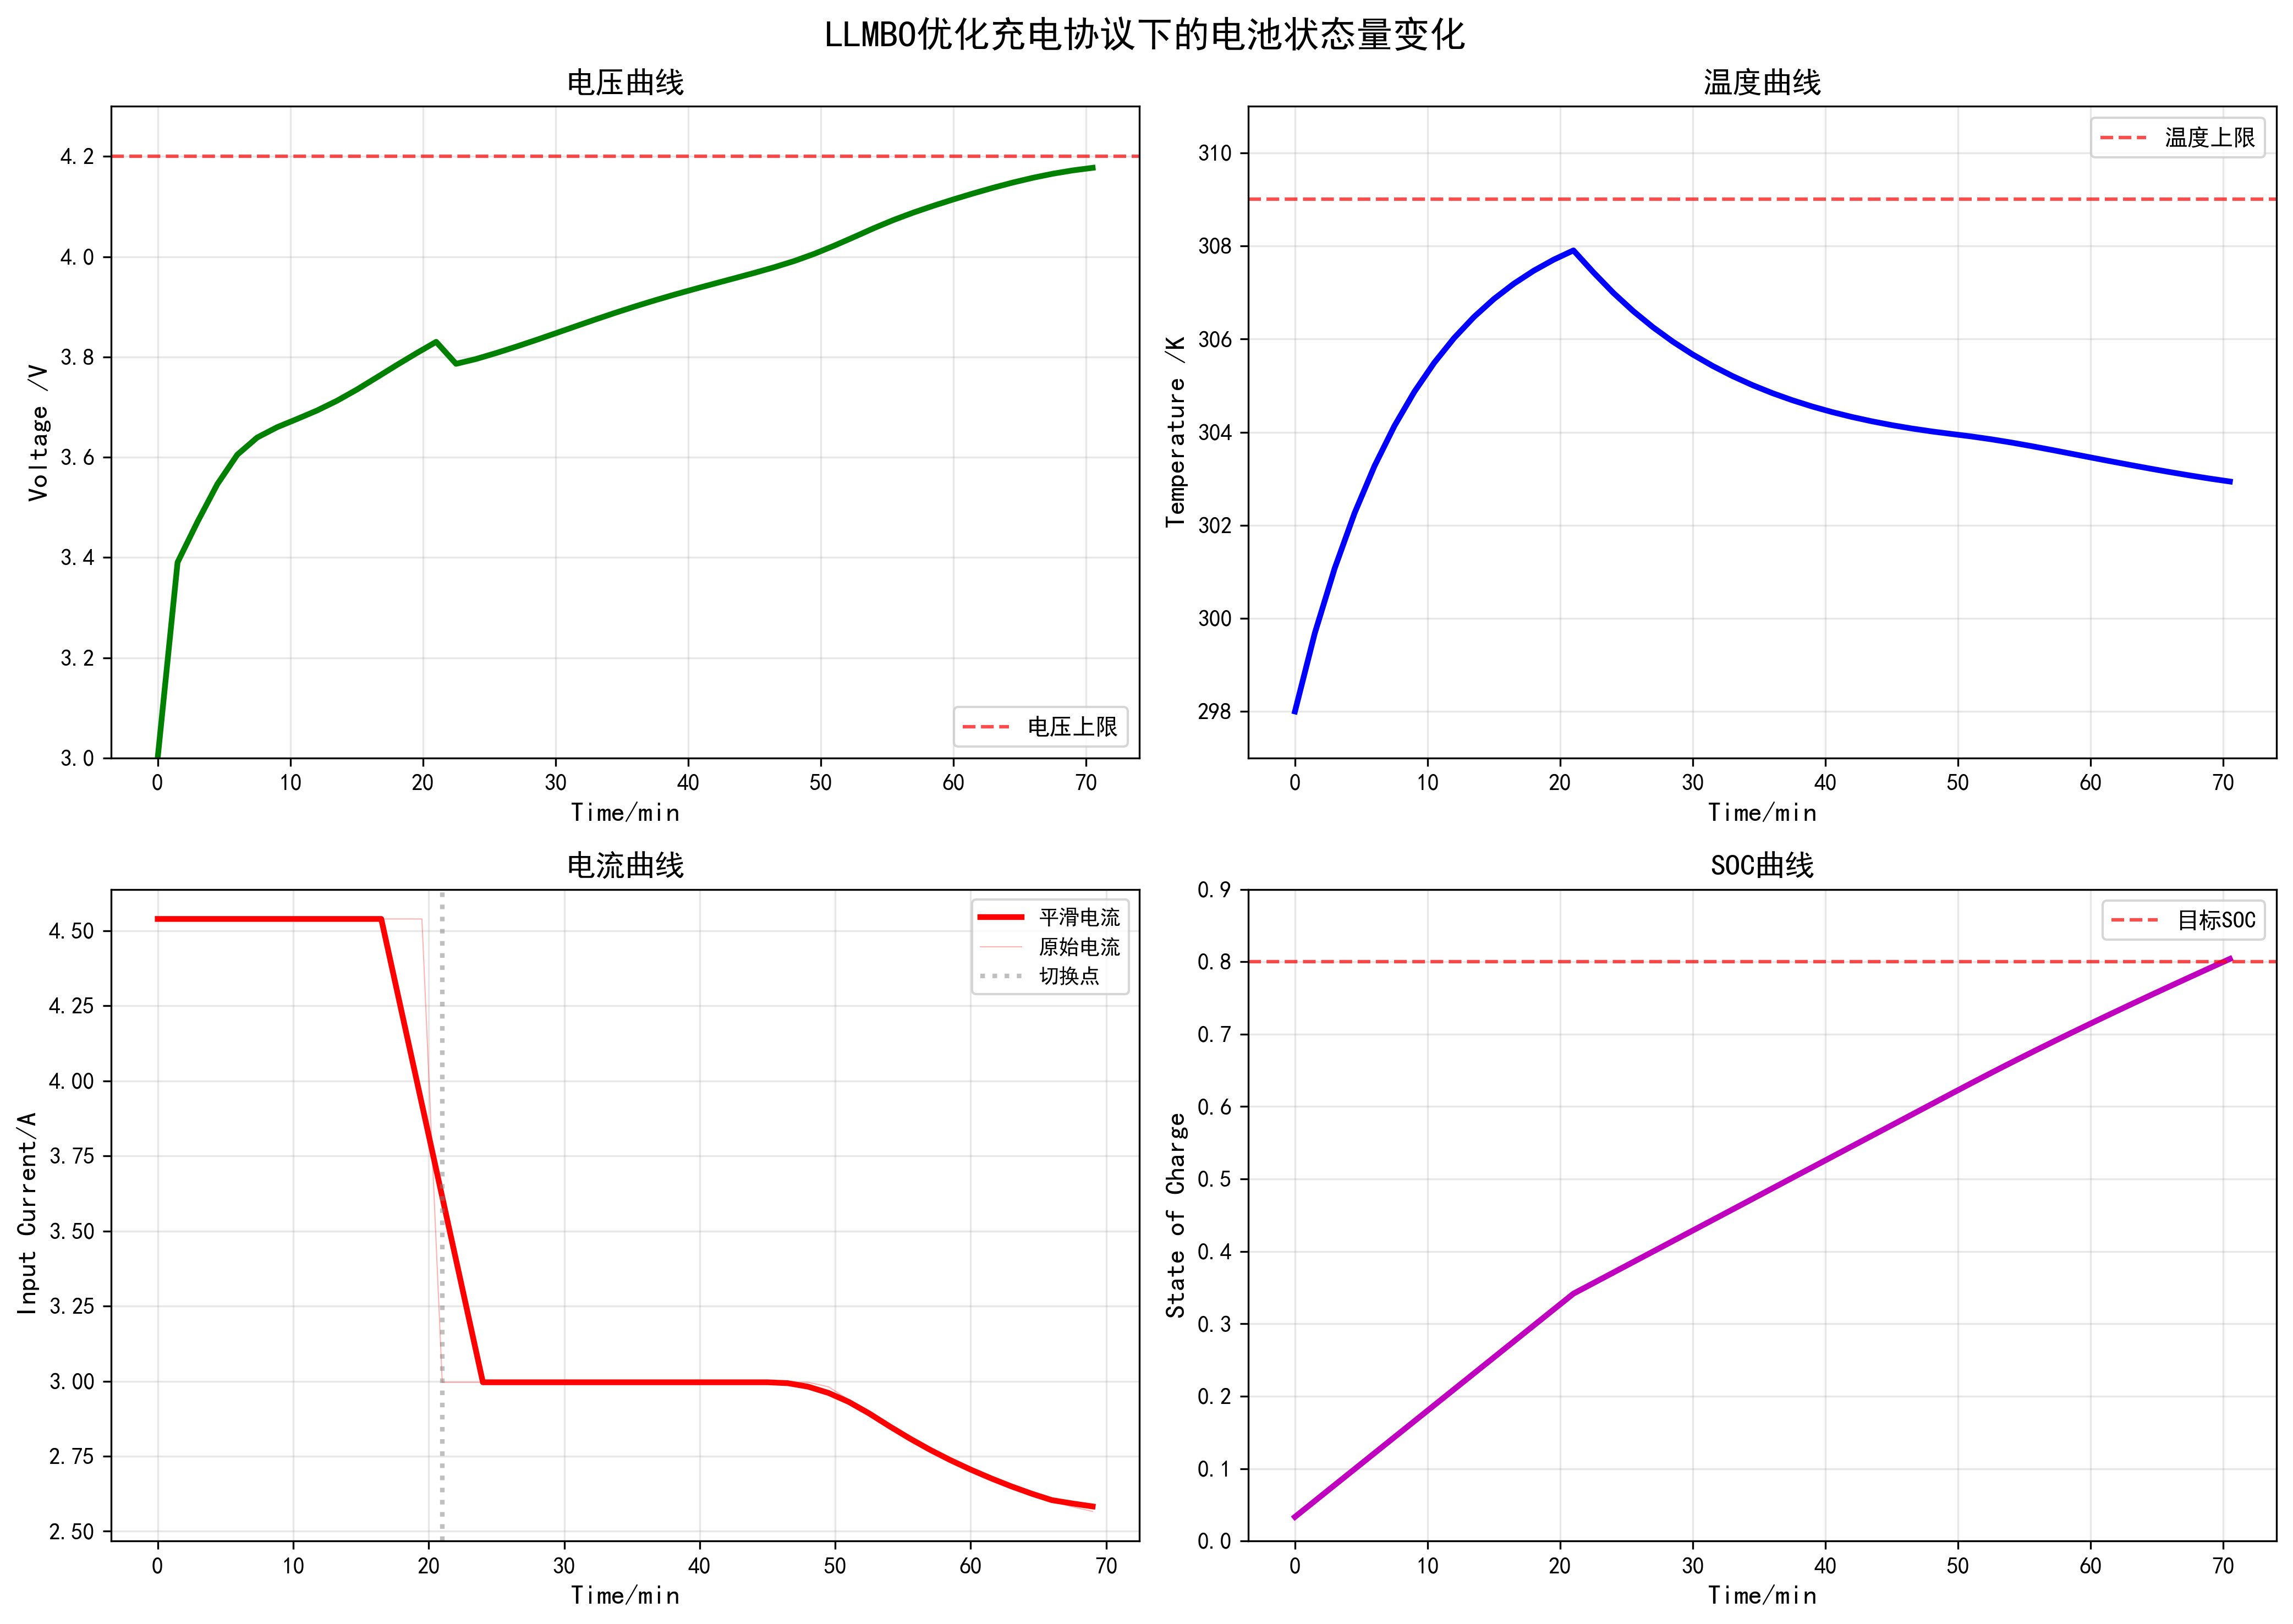 LLMBO优化充电协议下的电池状态量变化
电压曲线
4.2
4.0
3.8
3.6
3.4
3.2
3.0
Voltage /V
电压上限
0 10 20 30 40 50 60 70
Time/min
温度曲线
310
308
306
304
302
300
298
Temperature /K
温度上限
0 10 20 30 40 50 60 70
Time/min
电流曲线
4.50
4.25
4.00
3.75
3.50
3.25
3.00
2.75
2.50
Input Current/A
平滑电流
原始电流
切换点
0 10 20 30 40 50 60 70
Time/min
SOC曲线
0.9
0.8
0.7
0.6
0.5
0.4
0.3
0.2
0.1
0.0
State of Charge
目标SOC
0 10 20 30 40 50 60 70
Time/min